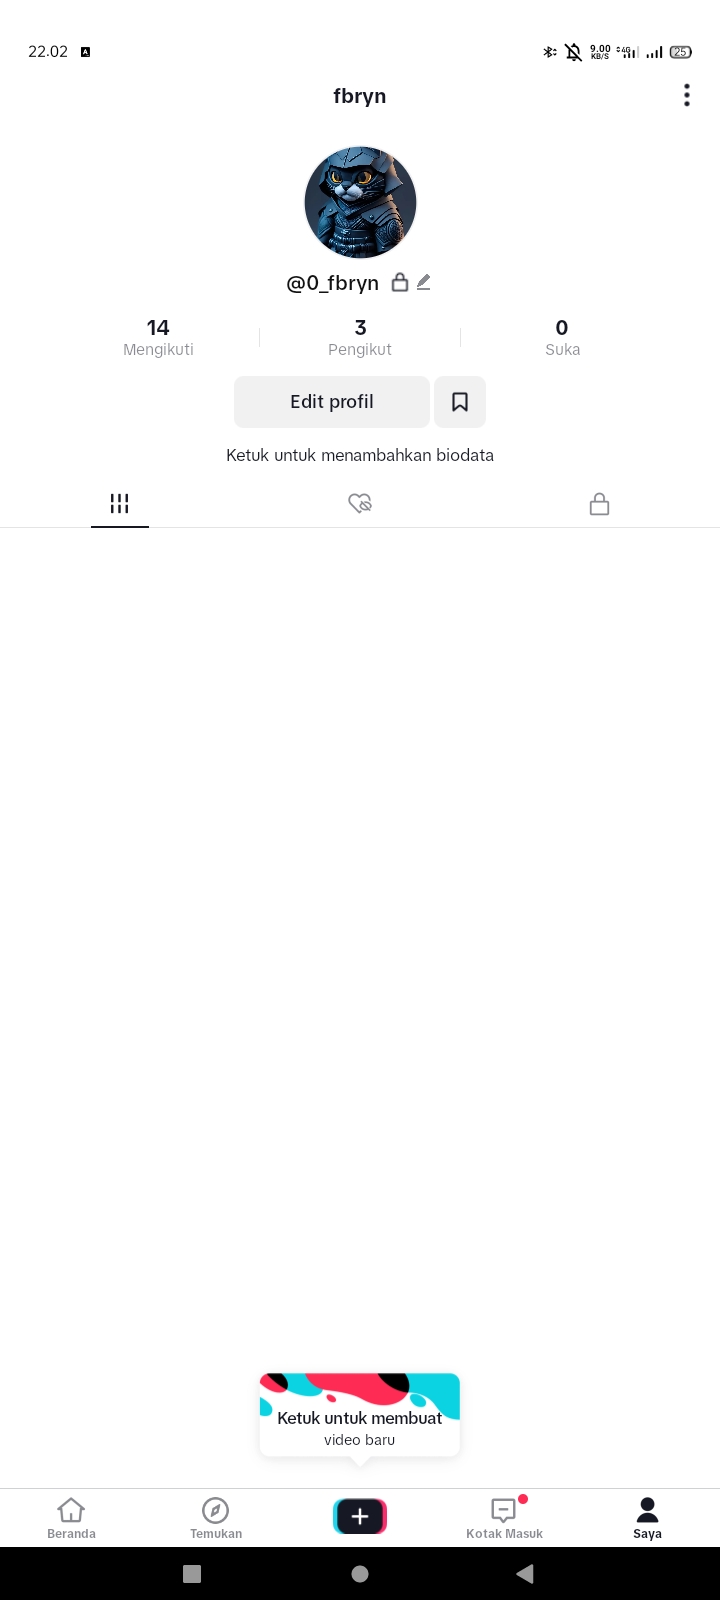 22.02
9.00
KB/S
4G
25
fbryn
@0_fbryn
14
Mengikuti
3
Pengikut
0
Suka
Edit profil
Ketuk untuk menambahkan biodata
Ketuk untuk membuat
video baru
Beranda
Temukan
Kotak Masuk
Saya